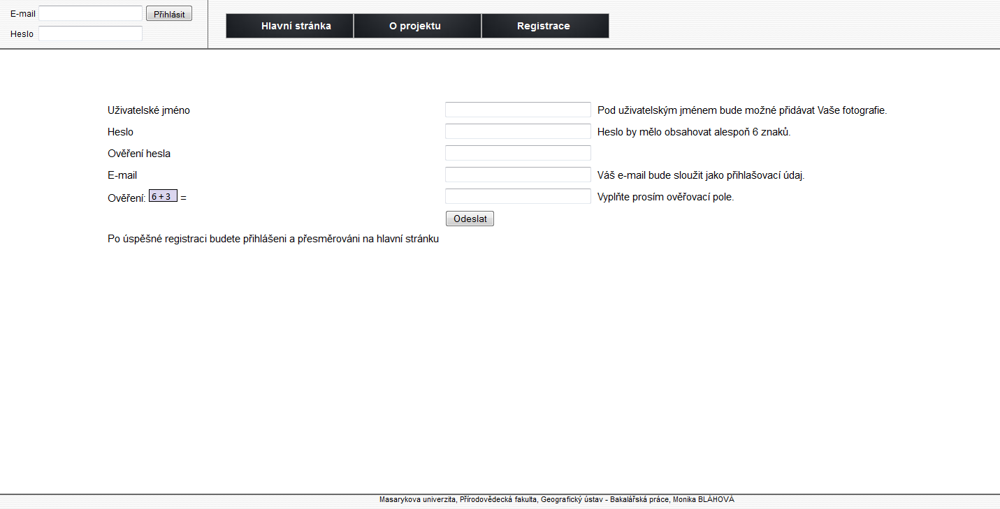 E-mail Přihlásit
Heslo
Hlavní stránka O projektu Registrace
Uživatelské jméno Pod uživatelským jménem bude možné přidávat Vaše fotografie.
Heslo Heslo by mělo obsahovat alespoň 6 znaků.
Ověření hesla
E-mail Váš e-mail bude sloužit jako přihlašovací údaj.
Ověření: 6 + 3 = Vyplňte prosím ověřovací pole.
Odeslat
Po úspěšné registraci budete přihlášeni a přesměrováni na hlavní stránku
Masarykova univerzita, Přírodovědecká fakulta, Geografický ústav - Bakalářská práce, Monika BLÁHOVÁ